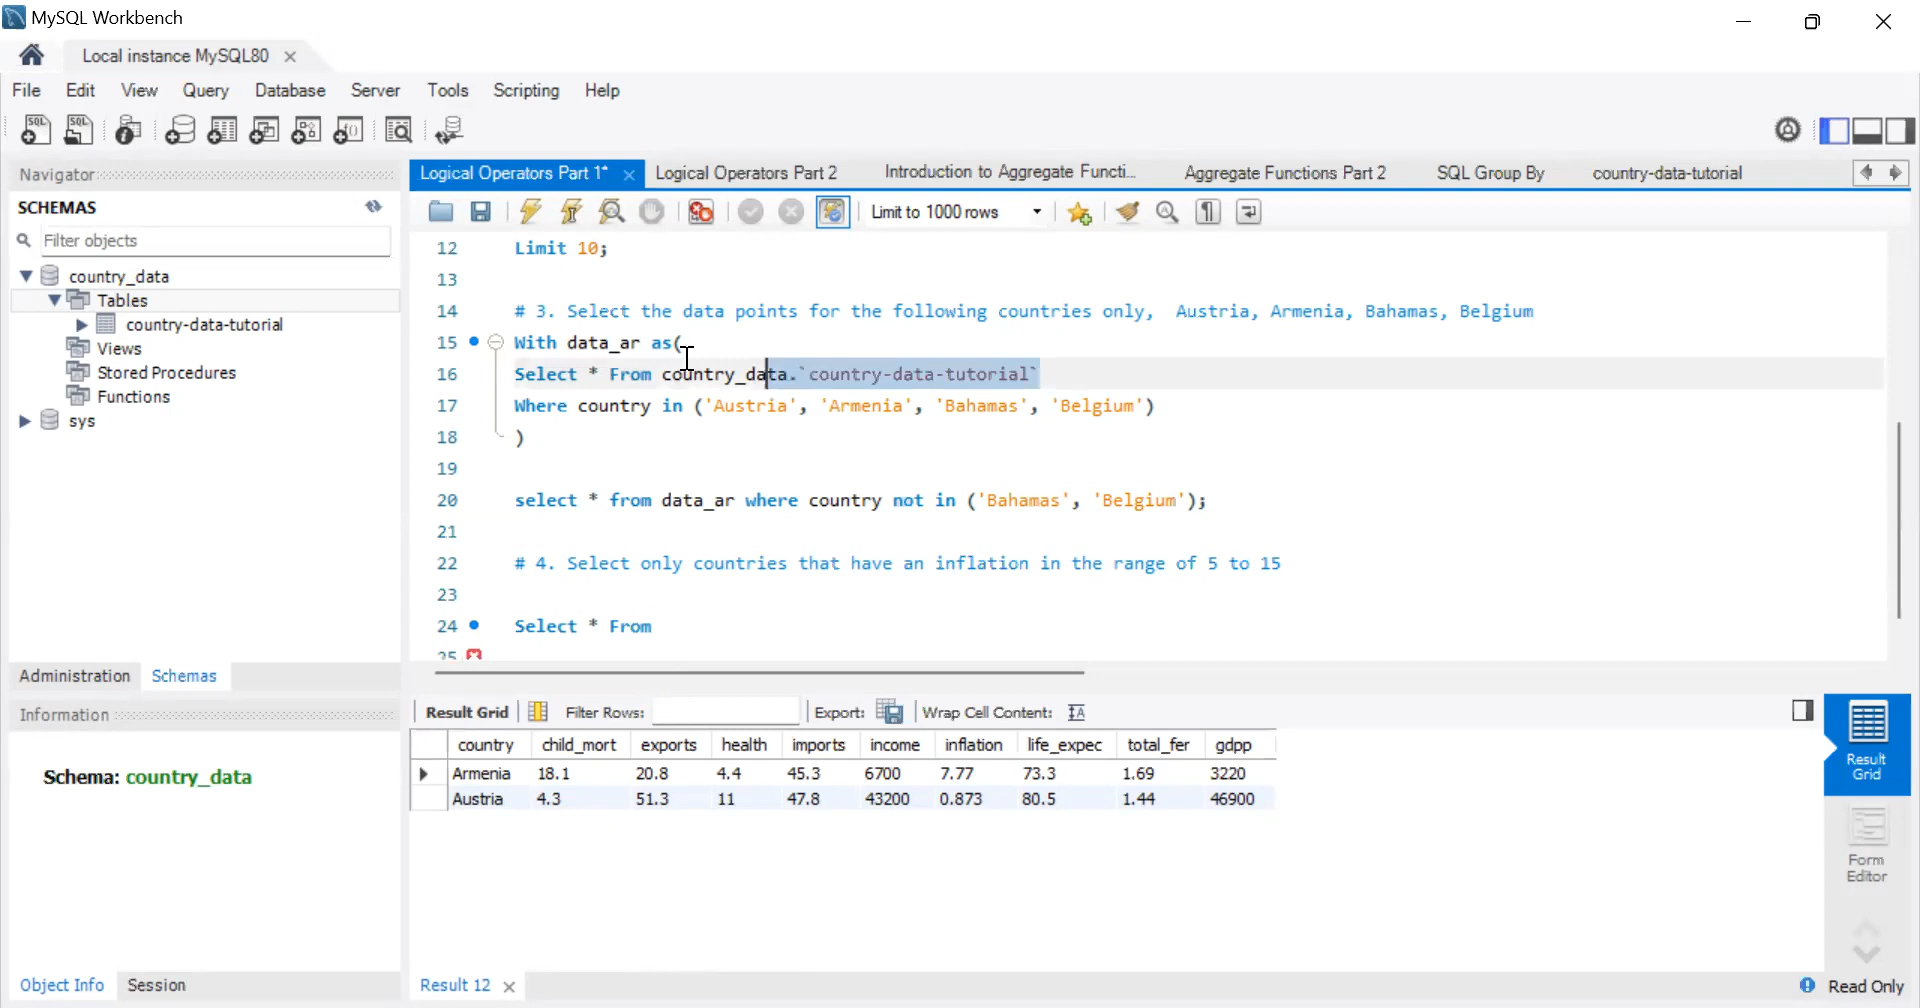 MySQL Workbench
Local instance MySQL80
File Edit View Query Database Server Tools Scripting Help
Navigator
SCHEMAS
Filter objects
country_data
Tables
country-data-tutorial
Views
Stored Procedures
Functions
sys
Administration Schemas
Information
Schema: country_data
Object Info Session
Logical Operators Part 1* Logical Operators Part 2 Introduction to Aggregate Functi... Aggregate Functions Part 2 SQL Group By country-data-tutorial
Limit to 1000 rows
12 Limit 10;
13
14 # 3. Select the data points for the following countries only, Austria, Armenia, Bahamas, Belgium
15 With data_ar as(
16 Select * From country_data.`country-data-tutorial`
17 Where country in ('Austria', 'Armenia', 'Bahamas', 'Belgium')
18 )
19
20 select * from data_ar where country not in ('Bahamas', 'Belgium');
21
22 # 4. Select only countries that have an inflation in the range of 5 to 15
23
24 Select * From
25
Result Grid Filter Rows: Export: Wrap Cell Content:
country child_mort exports health imports income inflation life_expec total_fer gdpp
Armenia 18.1 20.8 4.4 45.3 6700 7.77 73.3 1.69 3220
Austria 4.3 51.3 11 47.8 43200 0.873 80.5 1.44 46900
Result
Grid
Form
Editor
Result 12
Read Only